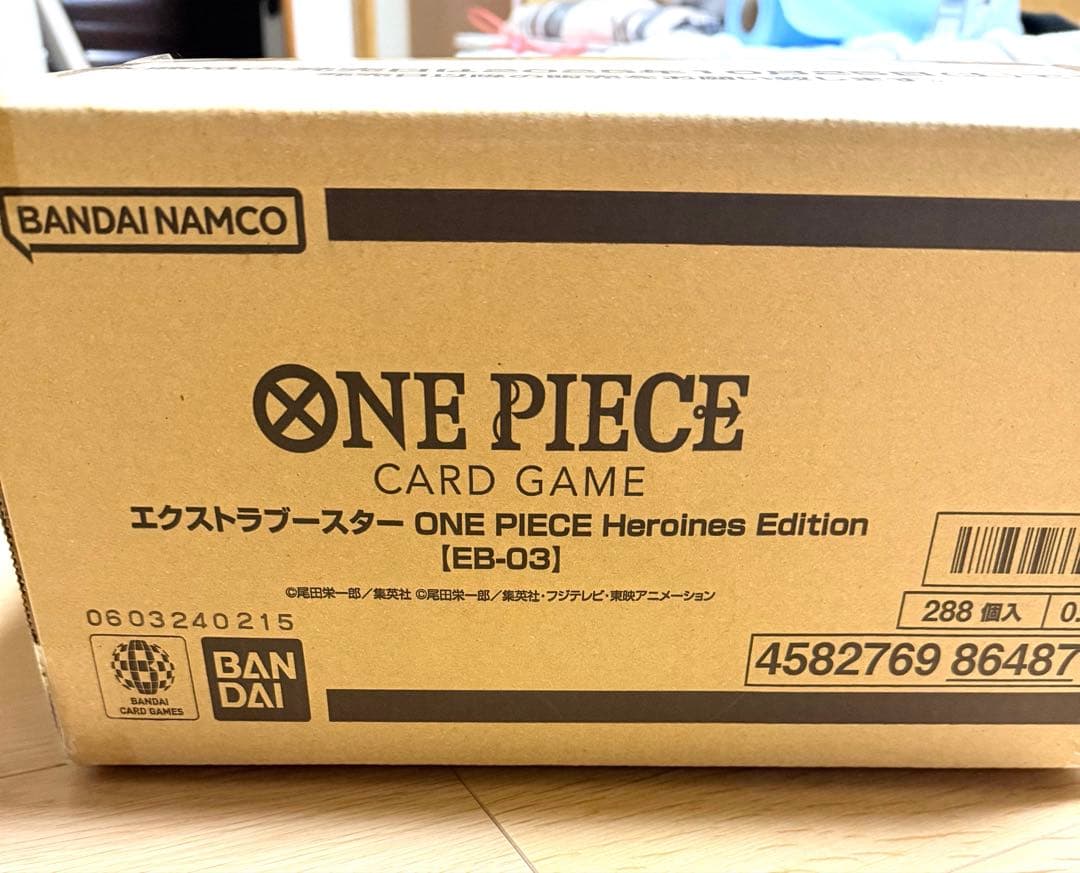 BANDAI NAMCO
ONE PIECE
CARD GAME
エクストラブースター ONE PIECE Heroines Edition
【EB-03】
©尾田栄一郎／集英社 ©尾田栄一郎／集英社・フジテレビ・東映アニメーション
0603240215
288 個入
4582769 86487
BANDAI
CARD GAMES
BAN
DAI